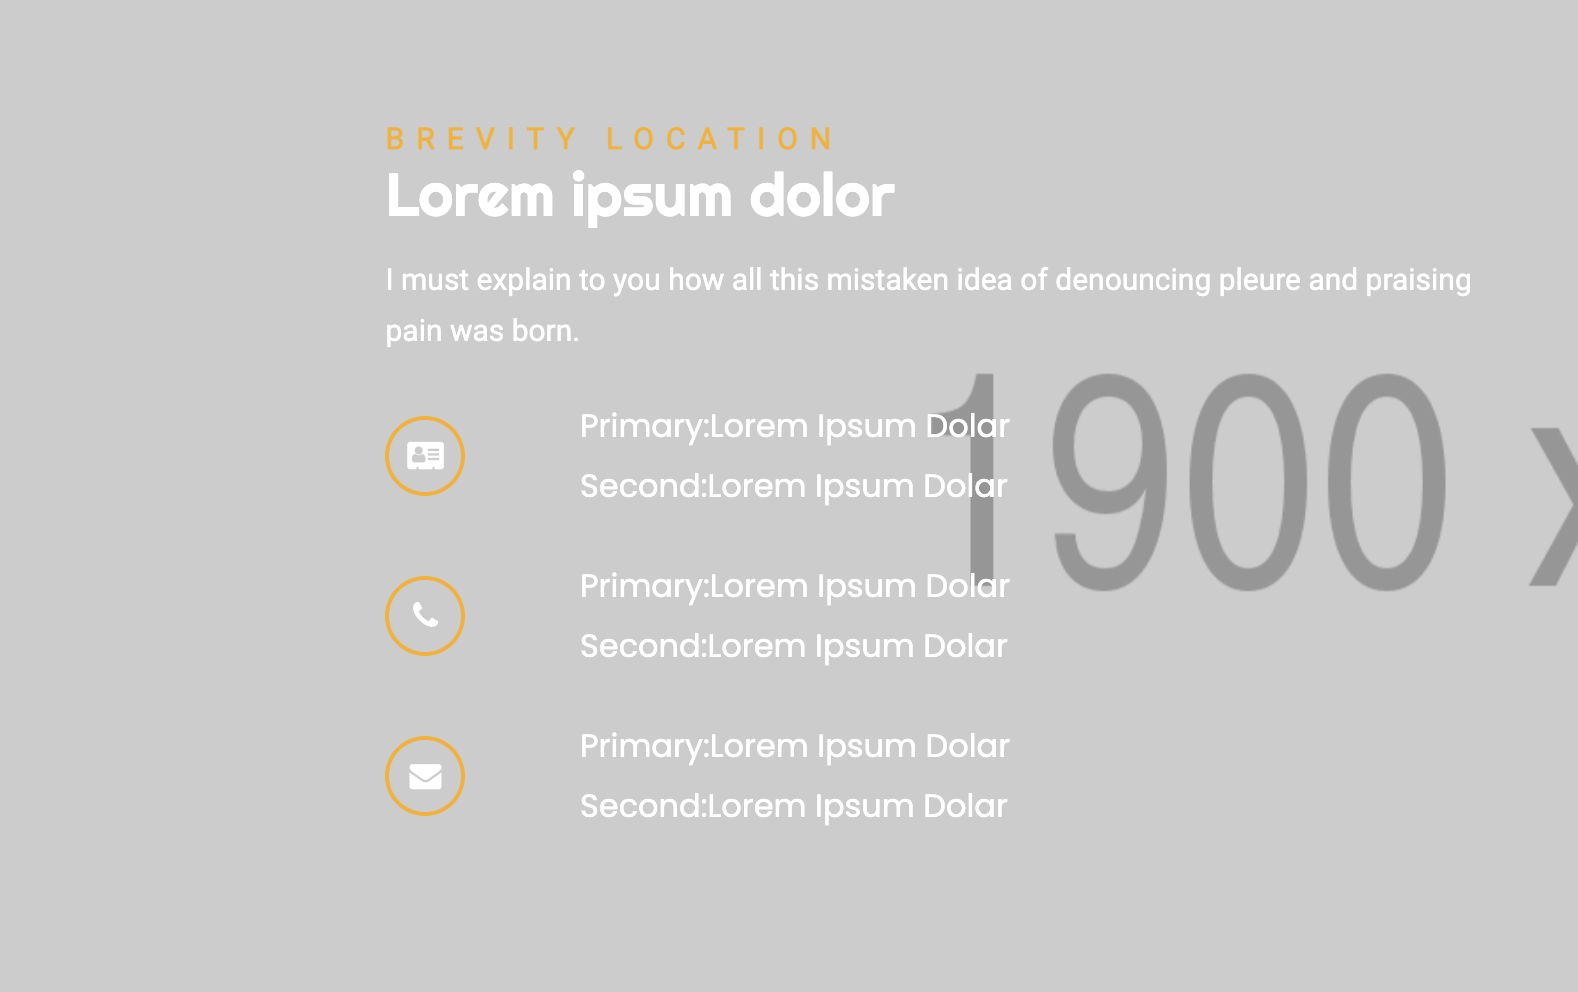 BREVITY LOCATION
Lorem ipsum dolor
I must explain to you how all this mistaken idea of denouncing pleure and praising
pain was born.
1900 x
Primary:Lorem Ipsum Dolar
Second:Lorem Ipsum Dolar
Primary:Lorem Ipsum Dolar
Second:Lorem Ipsum Dolar
Primary:Lorem Ipsum Dolar
Second:Lorem Ipsum Dolar